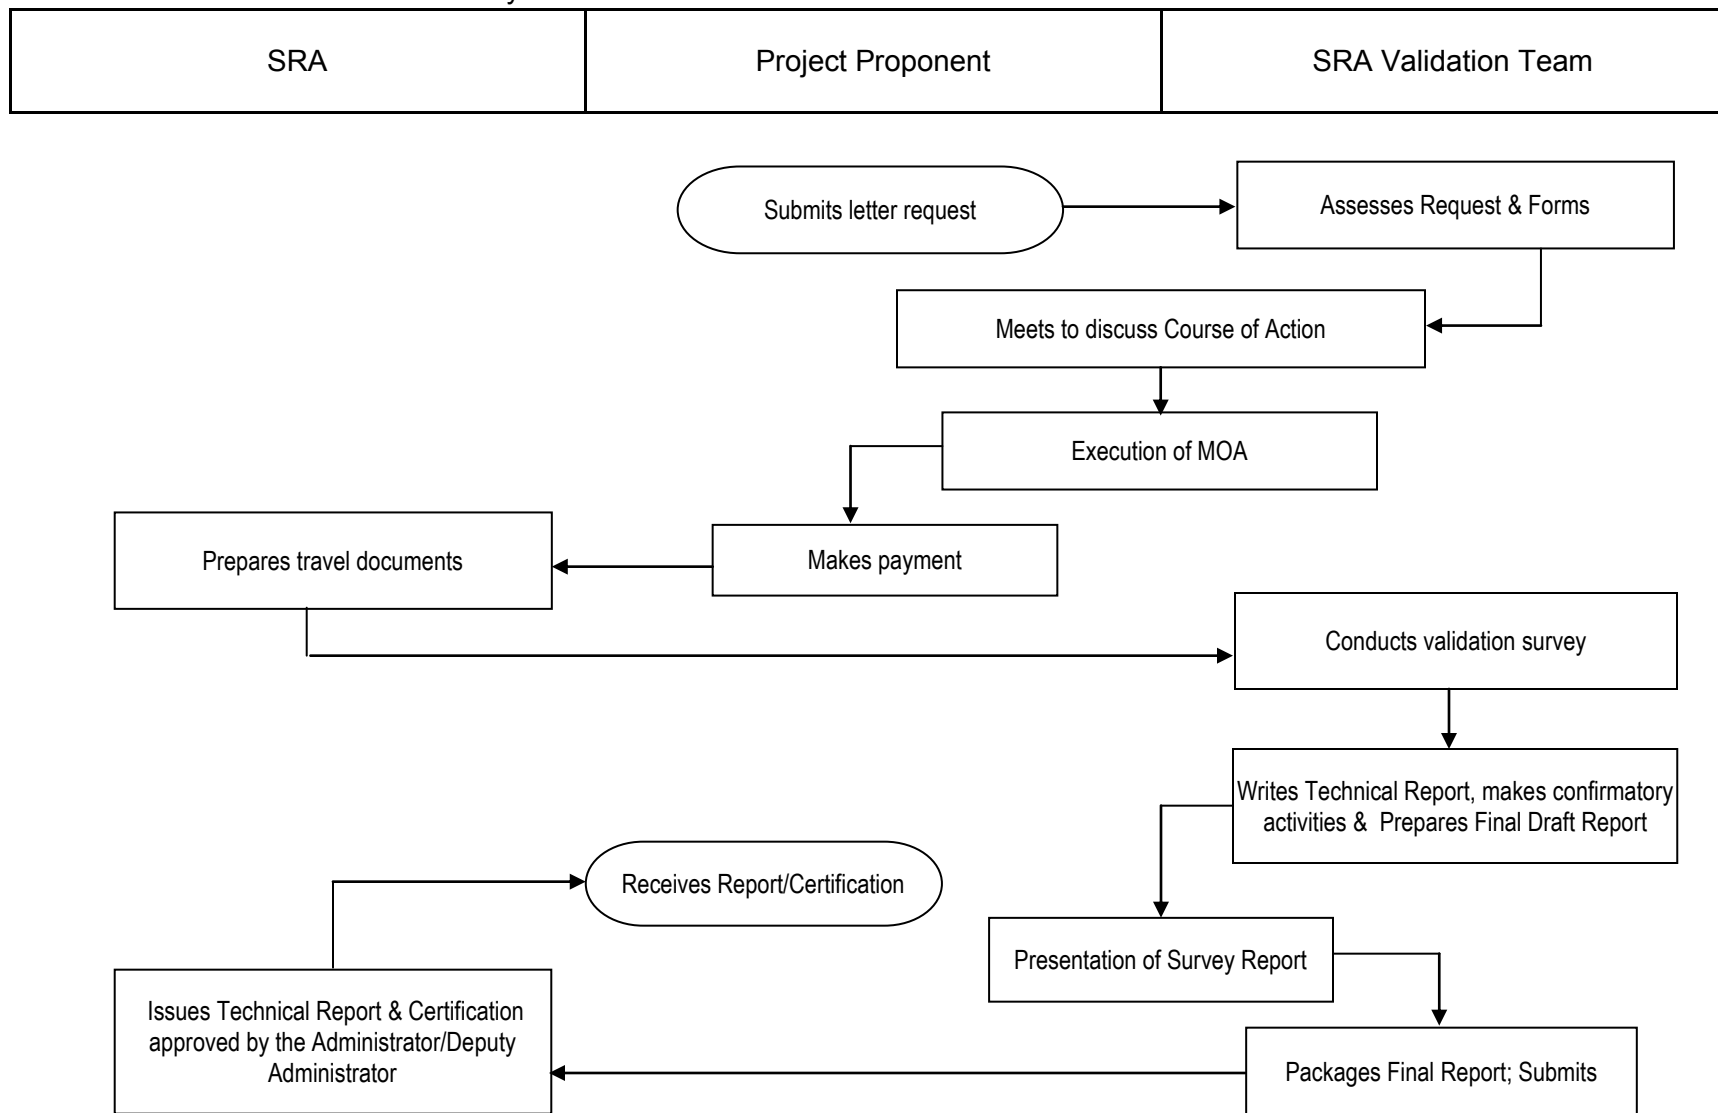 SRA
Project Proponent
SRA Validation Team
Submits letter request
Assesses Request & Forms
Meets to discuss Course of Action
Execution of MOA
Makes payment
Prepares travel documents
Conducts validation survey
Writes Technical Report, makes confirmatory
activities & Prepares Final Draft Report
Receives Report/Certification
Presentation of Survey Report
Issues Technical Report & Certification
approved by the Administrator/Deputy
Administrator
Packages Final Report; Submits